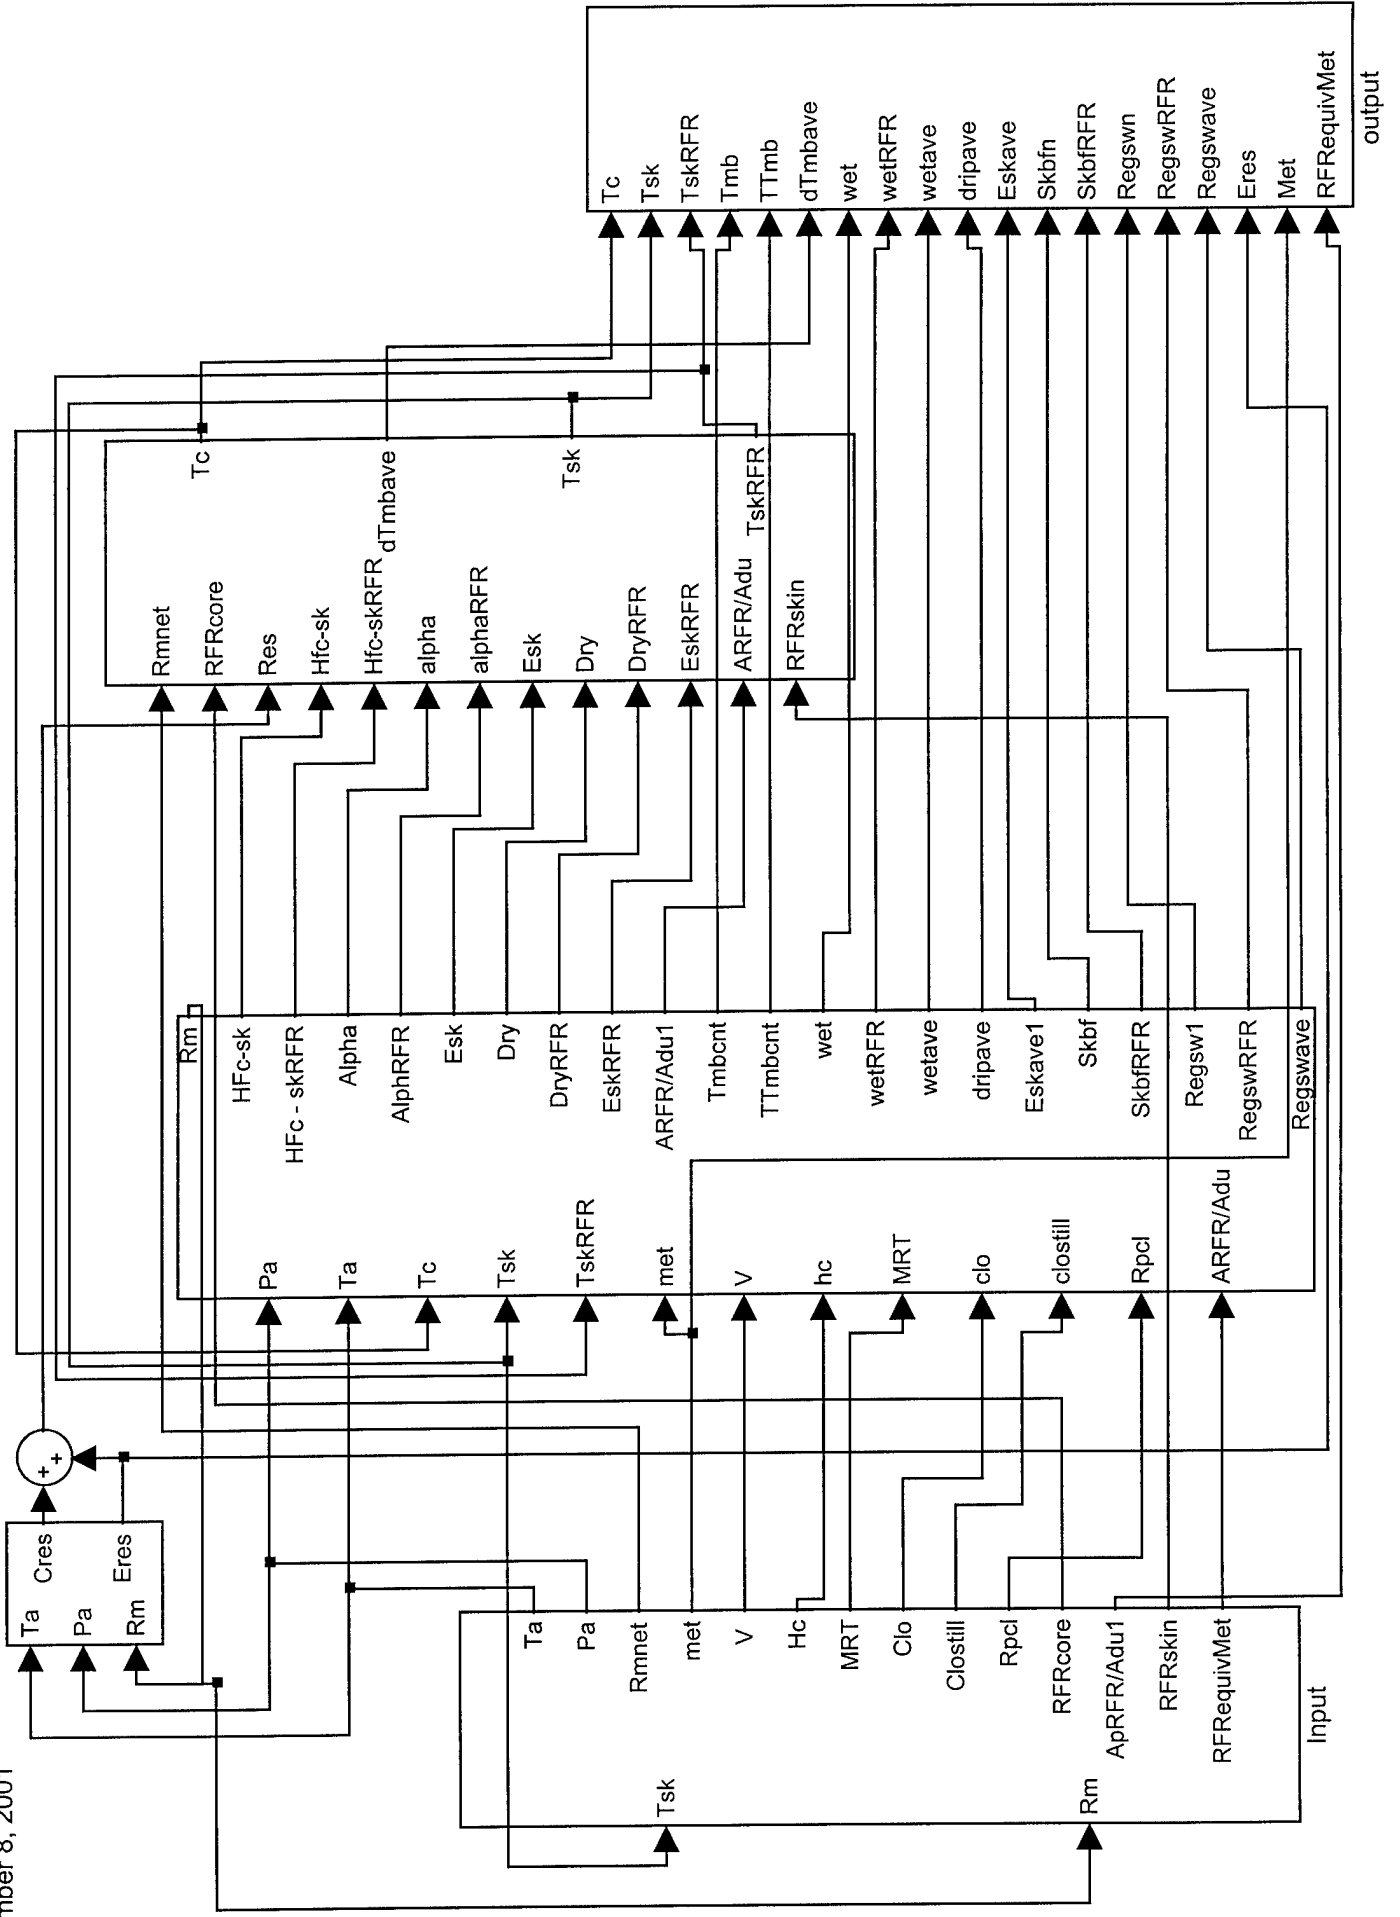 mber 8, 2001
Ta
Pa
Rm
Cres
Eres
+
+
Tsk
Rm
Ta
Pa
Rmnet
met
V
Hc
MRT
Clo
Clostill
Rpcl
RFRcore
ApRFR/Adu1
RFRskin
RFRequivMet
Input
Pa
Ta
Tc
Tsk
TskRFR
met
V
hc
MRT
clo
clostill
Rpcl
ARFR/Adu
Rm
HFc-sk
HFc - skRFR
Alpha
AlphRFR
Esk
Dry
DryRFR
EskRFR
ARFR/Adu1
Tmbcnt
TTmbcnt
wet
wetRFR
wetave
dripave
Eskave1
Skbf
SkbfRFR
Regsw1
RegswRFR
Regswave
Rmnet
RFRcore
Res
Hfc-sk
Hfc-skRFR
alpha
alphaRFR
Esk
Dry
DryRFR
EskRFR
ARFR/Adu
RFRskin
Tc
dTmbave
Tsk
TskRFR
Tc
Tsk
TskRFR
Tmb
TTmb
dTmbave
wet
wetRFR
wetave
dripave
Eskave
Skbfn
SkbfRFR
Regswn
RegswRFR
Regswave
Eres
Met
RFRequivMet
output